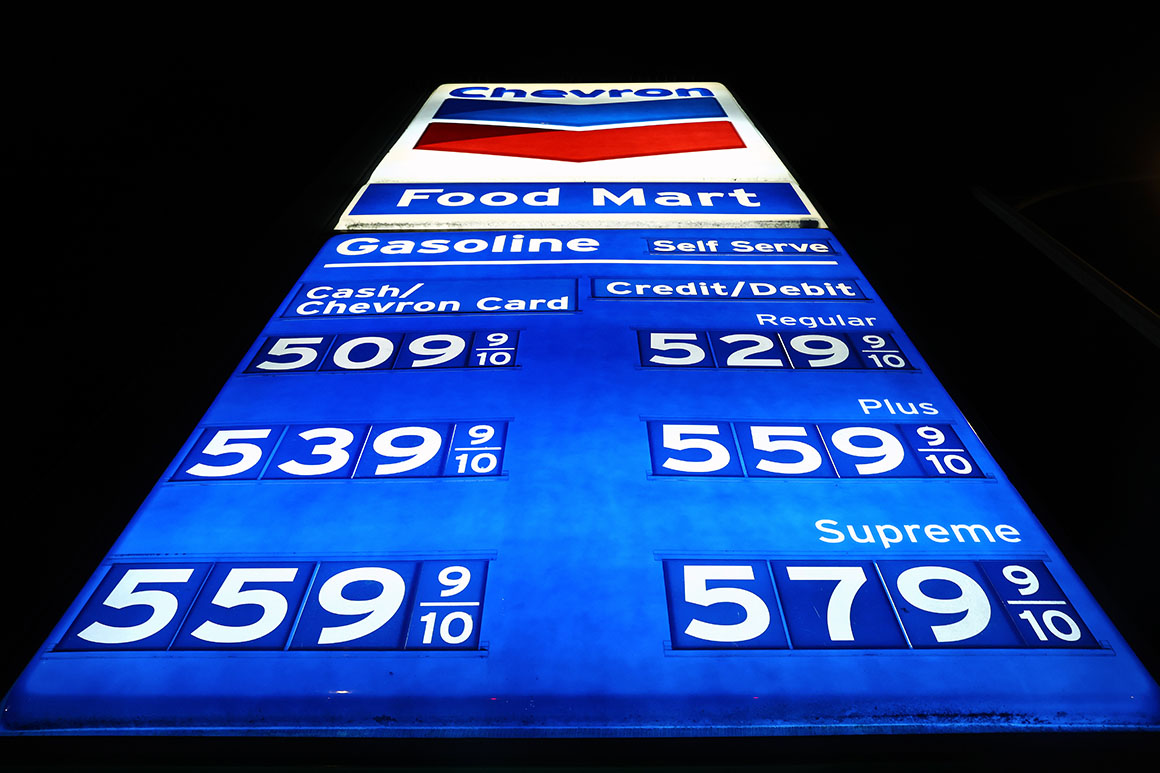 Chevron
Food Mart
Gasoline Self Serve
Cash/
Chevron Card
Credit/Debit
Regular
509 9/10 529 9/10
Plus
539 9/10 559 9/10
Supreme
559 9/10 579 9/10